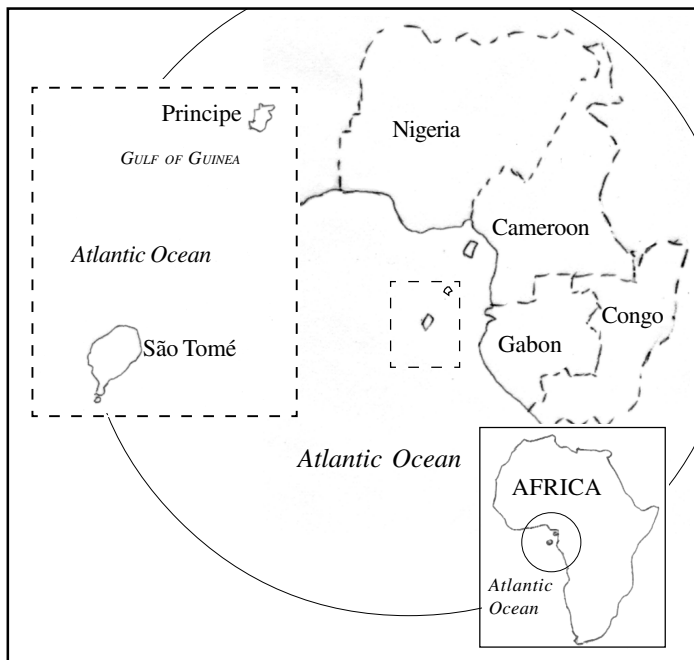 Principe
GULF OF GUINEA
Atlantic Ocean
São Tomé
Nigeria
Cameroon
Congo
Gabon
Atlantic Ocean
AFRICA
Atlantic
Ocean